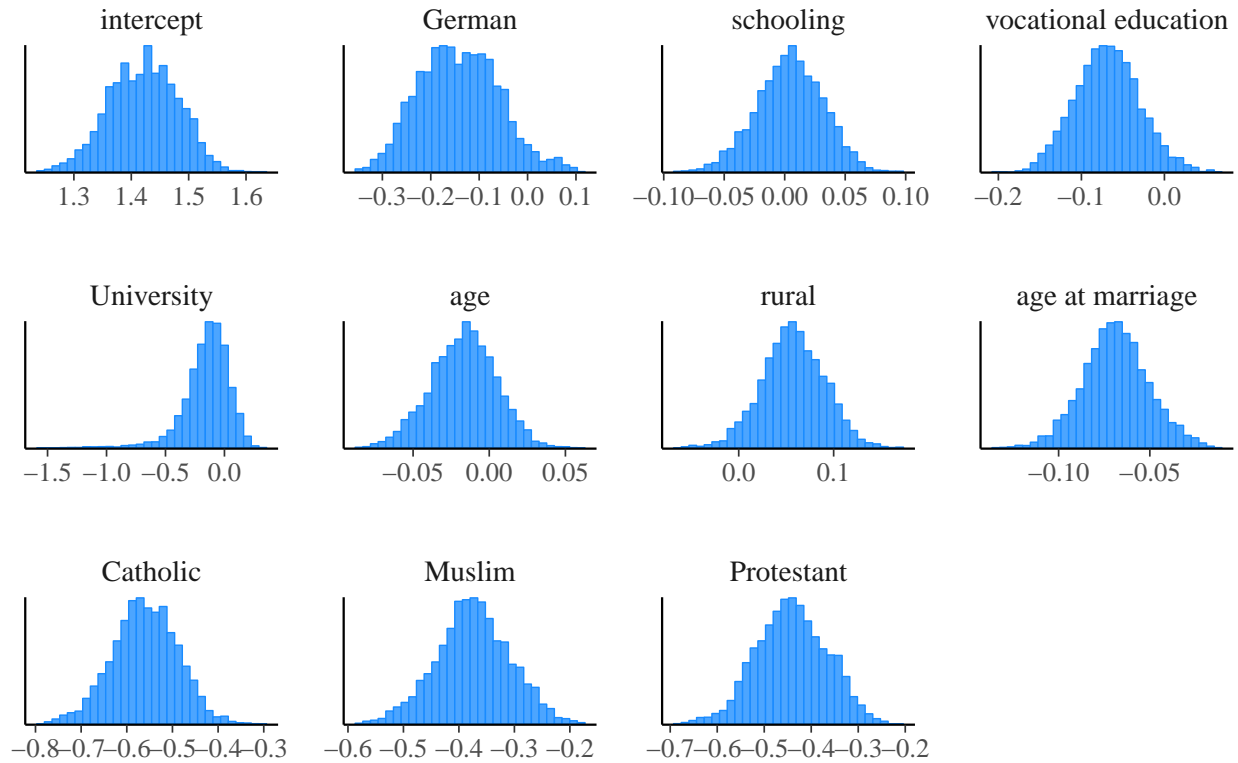 intercept German schooling vocational education
1.3 1.4 1.5 1.6 −0.3 −0.2 −0.1 0.0 0.1 −0.10 −0.05 0.00 0.05 0.10 −0.2 −0.1 0.0
University age rural age at marriage
−1.5 −1.0 −0.5 0.0 −0.05 0.00 0.05 0.0 0.1 −0.10 −0.05
Catholic Muslim Protestant
−0.8 −0.7 −0.6 −0.5 −0.4 −0.3 −0.6 −0.5 −0.4 −0.3 −0.2 −0.7 −0.6 −0.5 −0.4 −0.3 −0.2